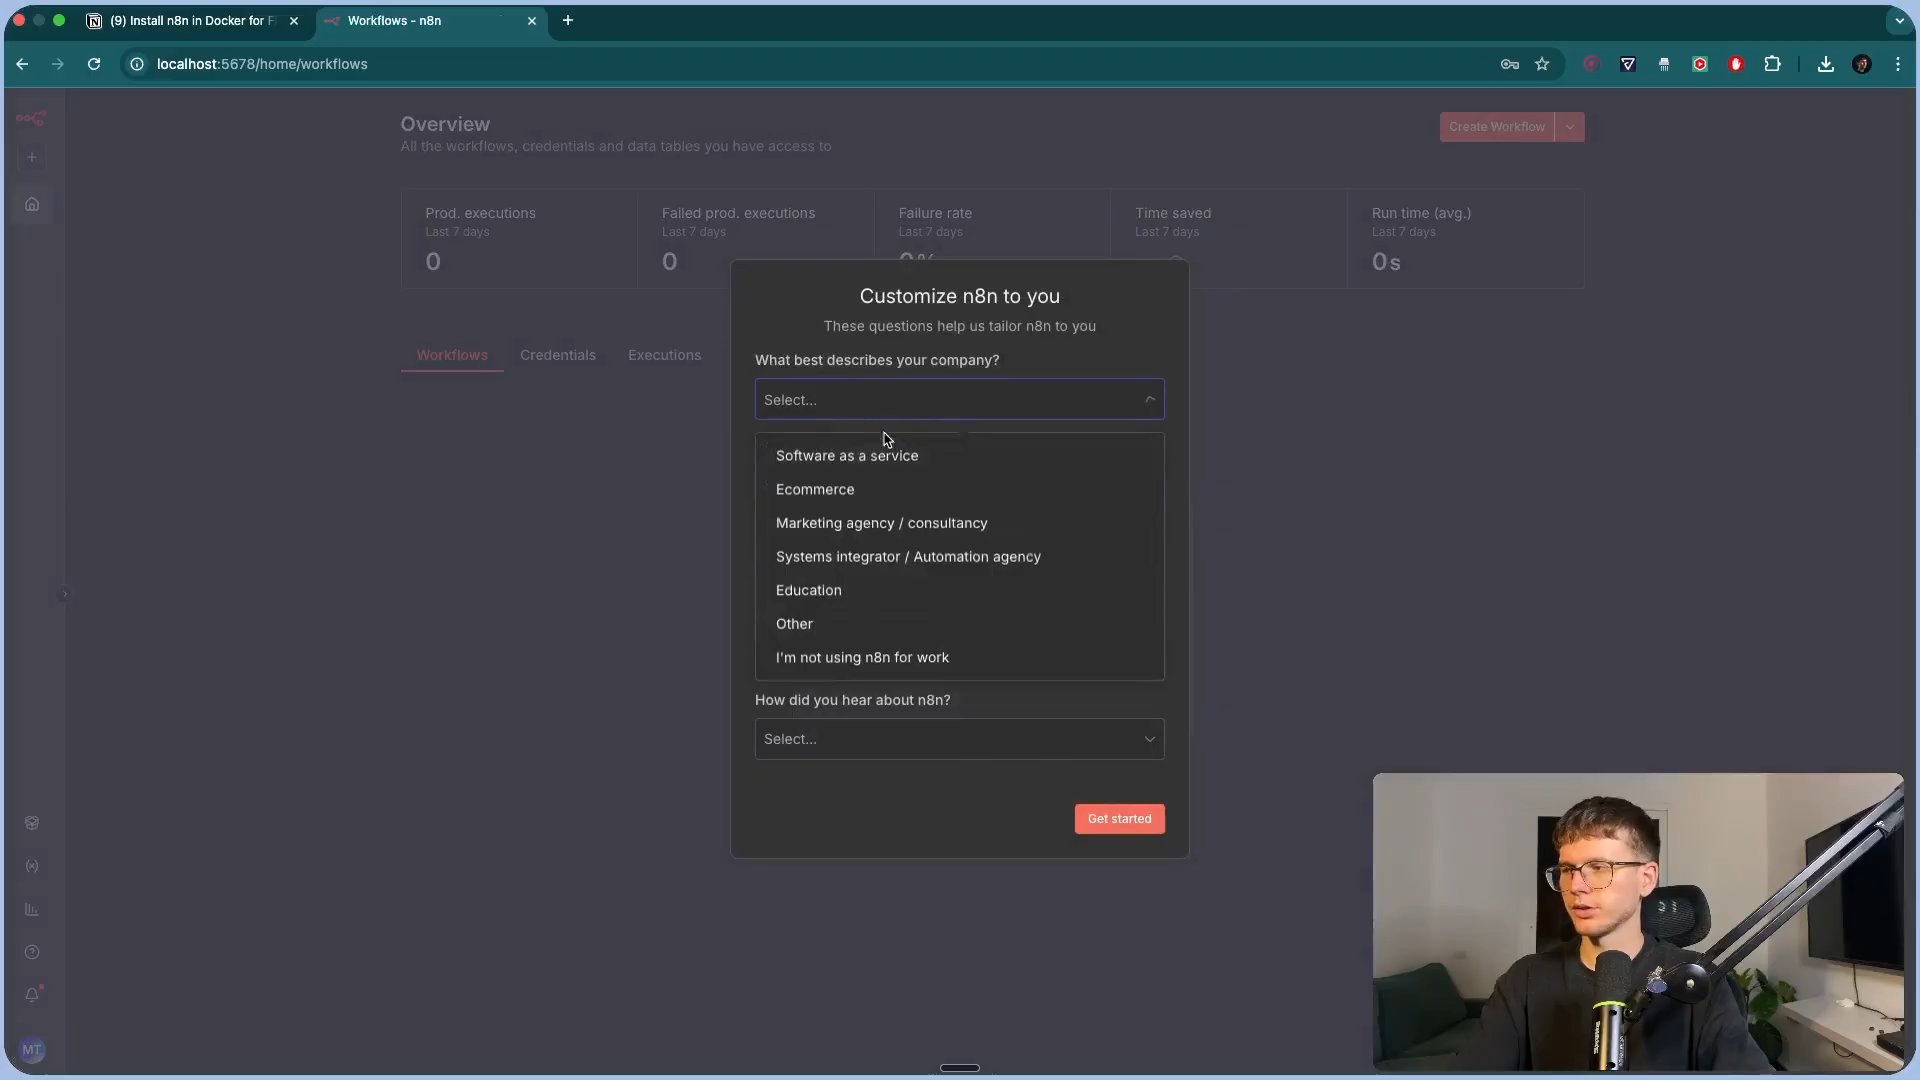 (9) Install n8n in Docker for F
Workflows - n8n
localhost:5678/home/workflows
Overview
All the workflows, credentials and data tables you have access to
Create Workflow
Prod. executions
Last 7 days
0
Failed prod. executions
Last 7 days
0
Failure rate
Last 7 days
0%
Time saved
Last 7 days
Run time (avg.)
Last 7 days
0s
Workflows
Credentials
Executions
Customize n8n to you
These questions help us tailor n8n to you
What best describes your company?
Select...
Software as a service
Ecommerce
Marketing agency / consultancy
Systems integrator / Automation agency
Education
Other
I'm not using n8n for work
How did you hear about n8n?
Select...
Get started
MT